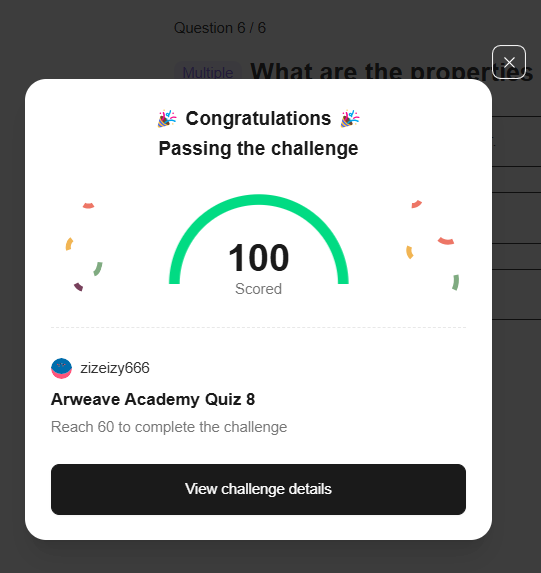 Question 6 / 6
Multiple What are the properties
Congratulations
Passing the challenge
100
Scored
zizeizy666
Arweave Academy Quiz 8
Reach 60 to complete the challenge
View challenge details